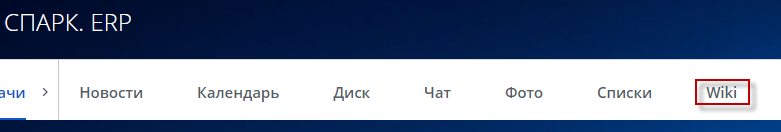 СПАРК. ERP
ачи > Новости Календарь Диск Чат Фото Списки Wiki